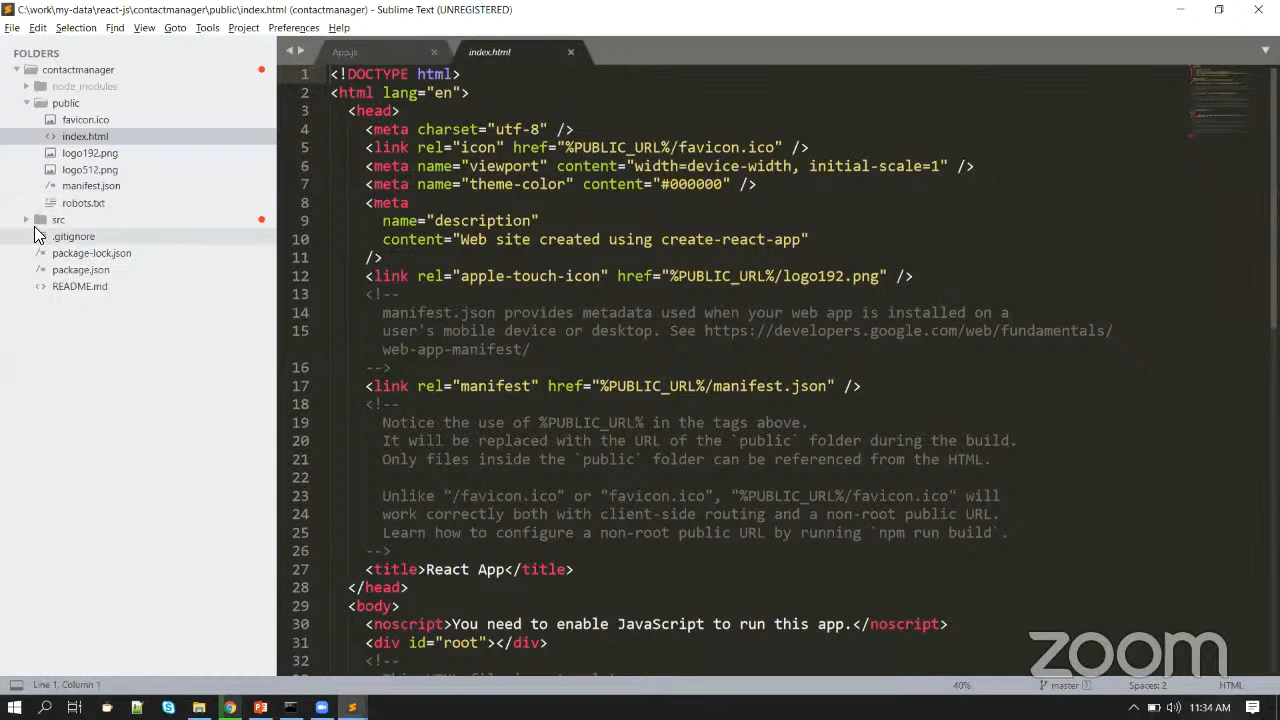 C:\work\my-data\react-js\contactmanager\public\index.html (contactmanager) - Sublime Text (UNREGISTERED)
File Edit Selection Find View Goto Tools Project Preferences Help
FOLDERS
contactmanager
node_modules
public
favicon.ico
index.html
logo192.png
logo512.png
manifest.json
robots.txt
src
.gitignore
package-lock.json
package.json
README.md
App.js
index.html
1 <!DOCTYPE html>
2 <html lang="en">
3 <head>
4 <meta charset="utf-8" />
5 <link rel="icon" href="%PUBLIC_URL%/favicon.ico" />
6 <meta name="viewport" content="width=device-width, initial-scale=1" />
7 <meta name="theme-color" content="#000000" />
8 <meta
9 name="description"
10 content="Web site created using create-react-app"
11 />
12 <link rel="apple-touch-icon" href="%PUBLIC_URL%/logo192.png" />
13 <!--
14 manifest.json provides metadata used when your web app is installed on a
15 user's mobile device or desktop. See https://developers.google.com/web/fundamentals/
web-app-manifest/
16 -->
17 <link rel="manifest" href="%PUBLIC_URL%/manifest.json" />
18 <!--
19 Notice the use of %PUBLIC_URL% in the tags above.
20 It will be replaced with the URL of the `public` folder during the build.
21 Only files inside the `public` folder can be referenced from the HTML.
22
23 Unlike "/favicon.ico" or "favicon.ico", "%PUBLIC_URL%/favicon.ico" will
24 work correctly both with client-side routing and a non-root public URL.
25 Learn how to configure a non-root public URL by running `npm run build`.
26 -->
27 <title>React App</title>
28 </head>
29 <body>
30 <noscript>You need to enable JavaScript to run this app.</noscript>
31 <div id="root"></div>
32 <!--
zoom
Line 1, Column 1
40%
master 3
Spaces: 2
HTML
11:34 AM